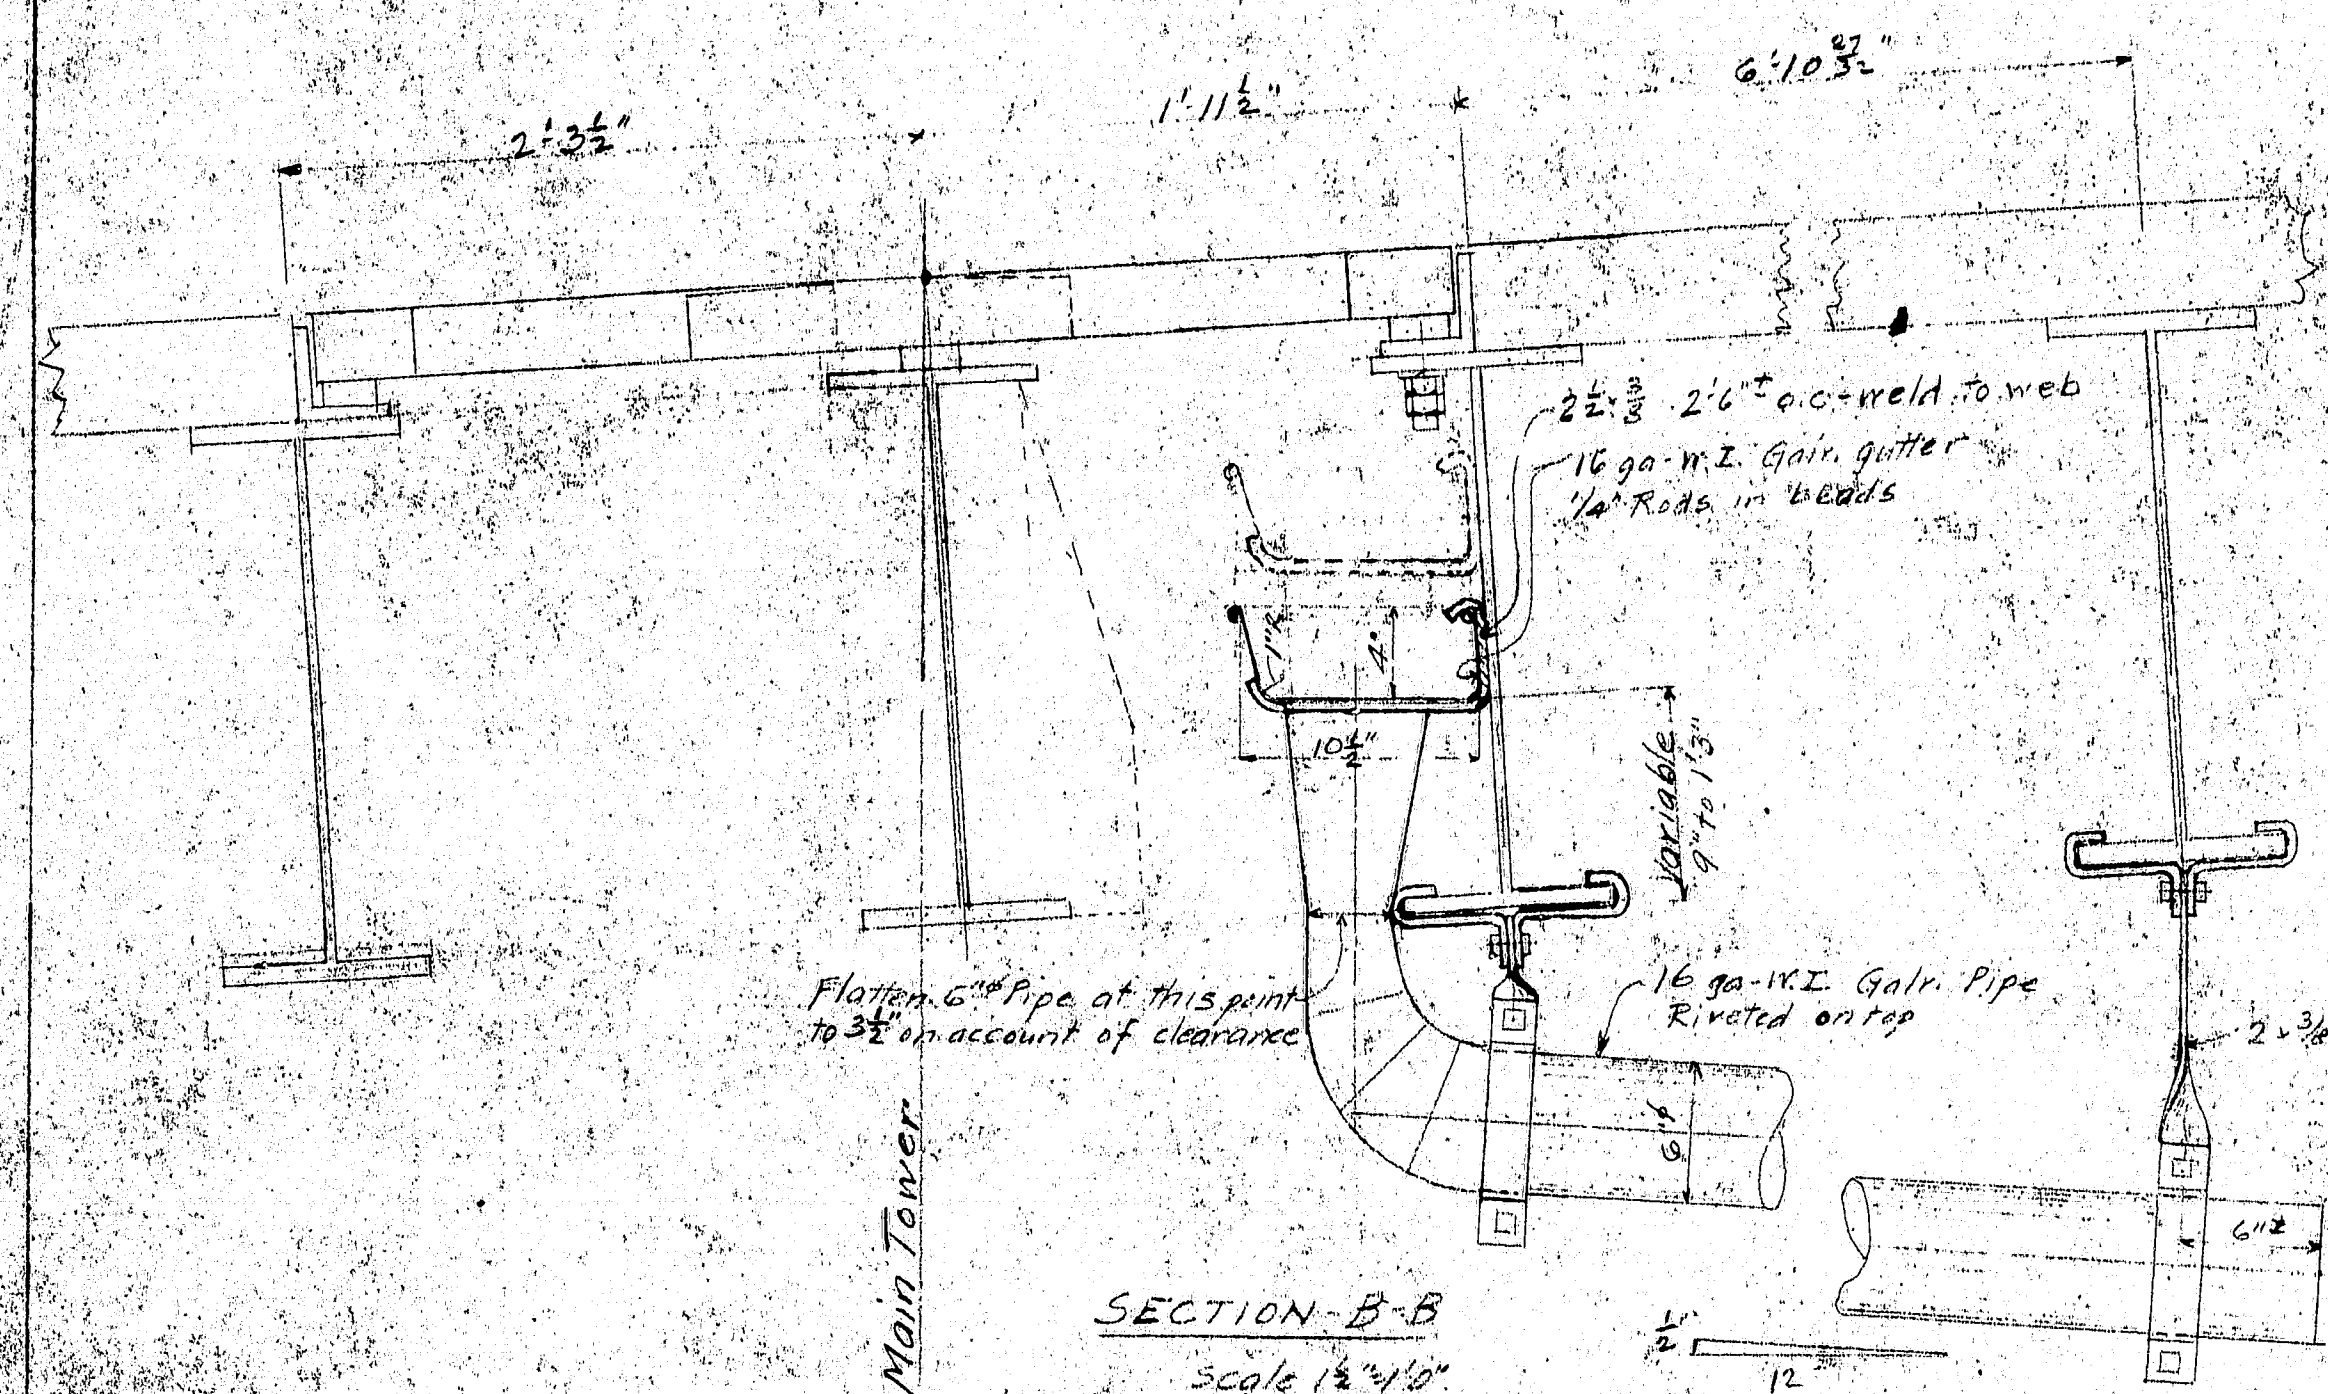 6'-10 27/32"
1'-11 1/2"
2'-3 1/2"
2 1/2 x 3/8 2'-6"± o.c. - weld to web
16 ga - W.I. Galv. gutter
1/4" Rods in beads
1"R
4"
10 1/2"
Variable
9" to 1'3"
Flatten 6"ø Pipe at this point
to 3 1/2" on account of clearance
16 ga - W.I. Galv. Pipe
Riveted on top
2 x 3/8
6"ø
6"±
Main Tower
SECTION B-B
Scale 1 1/2" = 1'0"
1/2"
12